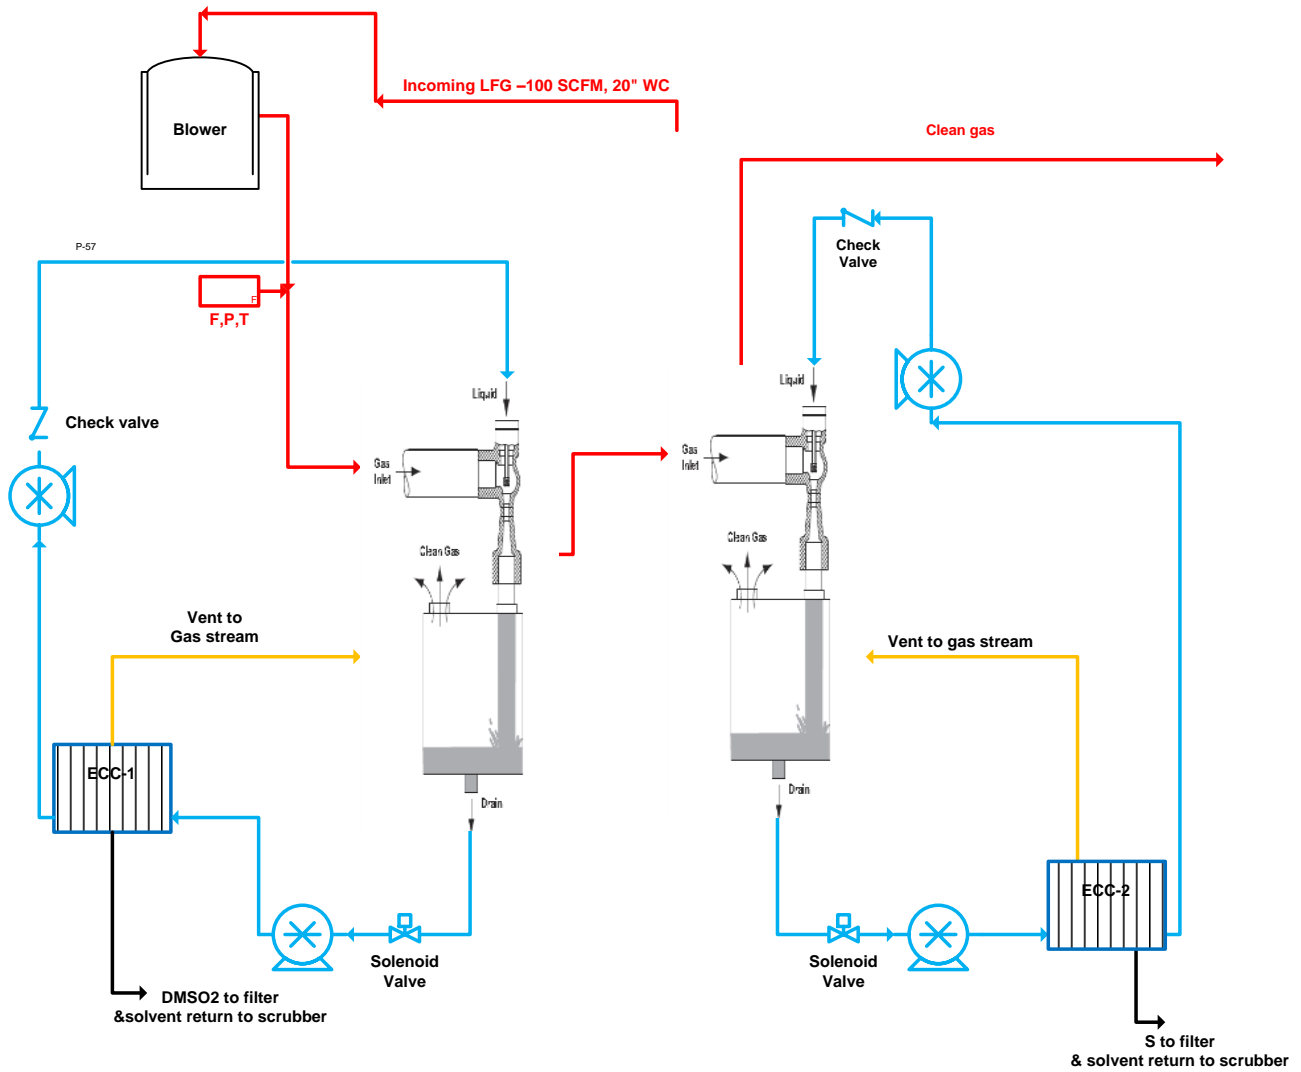 Incoming LFG –100 SCFM, 20" WC
Blower
Clean gas
P-57
Check
Valve
F
F,P,T
Liquid
Liquid
Check valve
Gas
Inlet
Gas
Inlet
Clean Gas
Clean Gas
Vent to
Gas stream
Vent to gas stream
ECC-1
Drain
Drain
ECC-2
Solenoid
Valve
Solenoid
Valve
DMSO2 to filter
&solvent return to scrubber
S to filter
& solvent return to scrubber